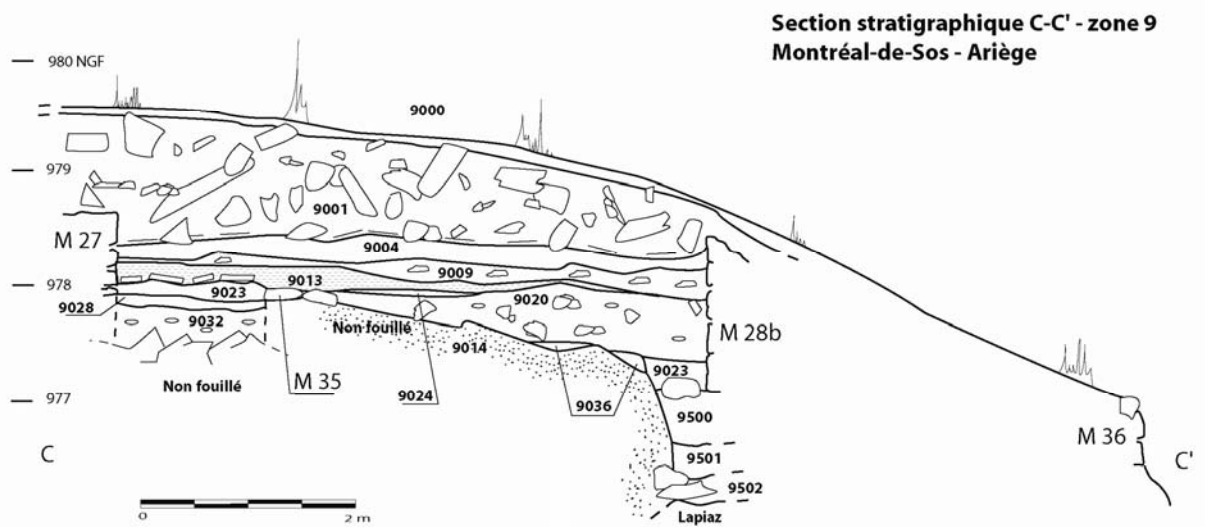 Section stratigraphique C-C' - zone 9
Montréal-de-Sos - Ariège
980 NGF
9000
979
9001
M 27
9004
9009
978
9013
9023
9020
9028
9032
Non fouillé
9014
M 28b
9023
Non fouillé
M 35
9024
9036
977
9500
M 36
C
9501
C'
9502
0
2 m
Lapiaz